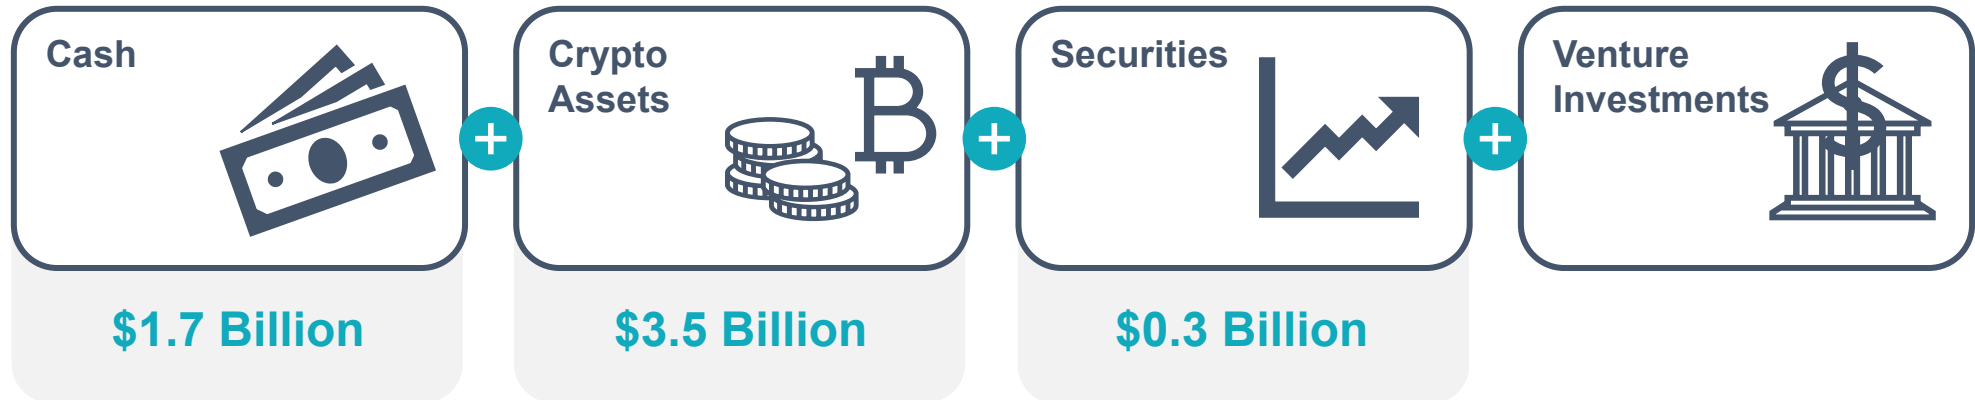 Cash
Crypto
Assets
Securities
Venture
Investments
$1.7 Billion
$3.5 Billion
$0.3 Billion